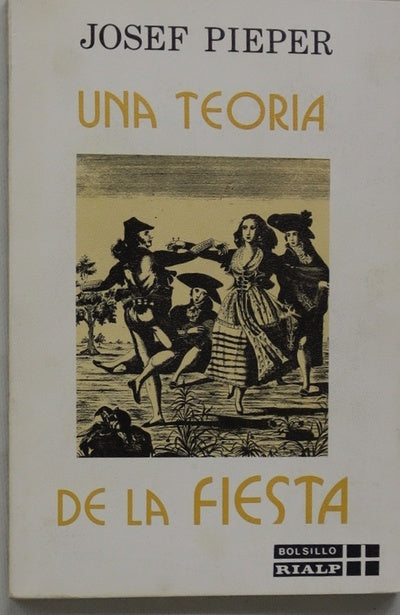 JOSEF PIEPER
UNA TEORIA
DE LA FIESTA
BOLSILLO
RIALP